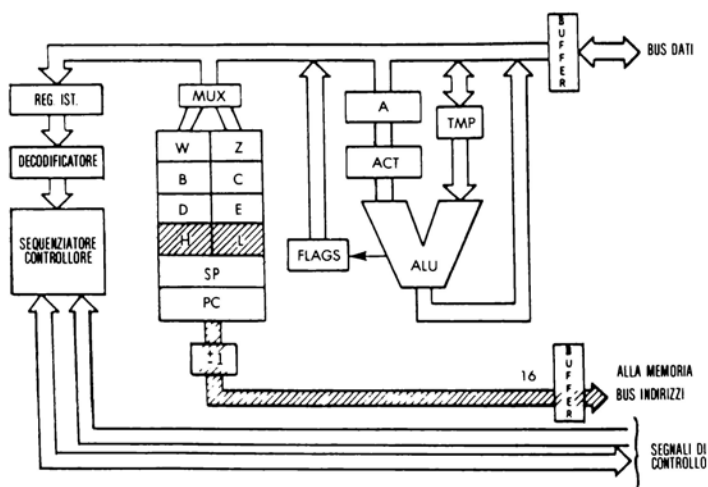 BUFFER
BUS DATI
REG. IST.
MUX
A
TMP
W Z
DECODIFICATORE
ACT
B C
D E
SEQUENZIATORE
CONTROLLORE
H L
FLAGS
ALU
SP
PC
±1
16
BUFFER
ALLA MEMORIA
BUS INDIRIZZI
SEGNALI DI
CONTROLLO